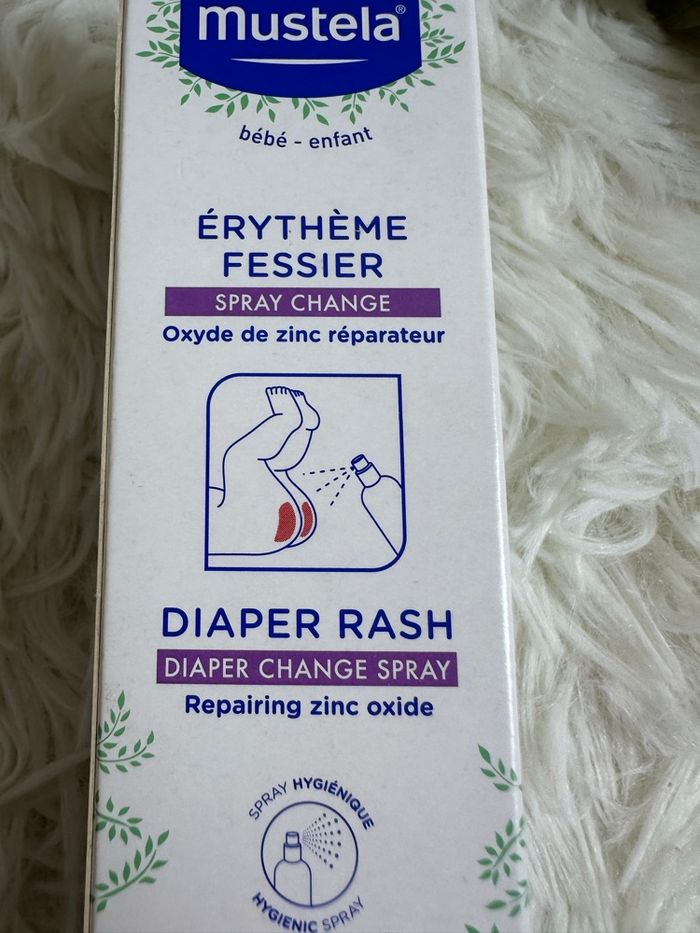 mustela®
bébé - enfant
ÉRYTHÈME
FESSIER
SPRAY CHANGE
Oxyde de zinc réparateur
DIAPER RASH
DIAPER CHANGE SPRAY
Repairing zinc oxide
SPRAY HYGIÉNIQUE
HYGIENIC SPRAY